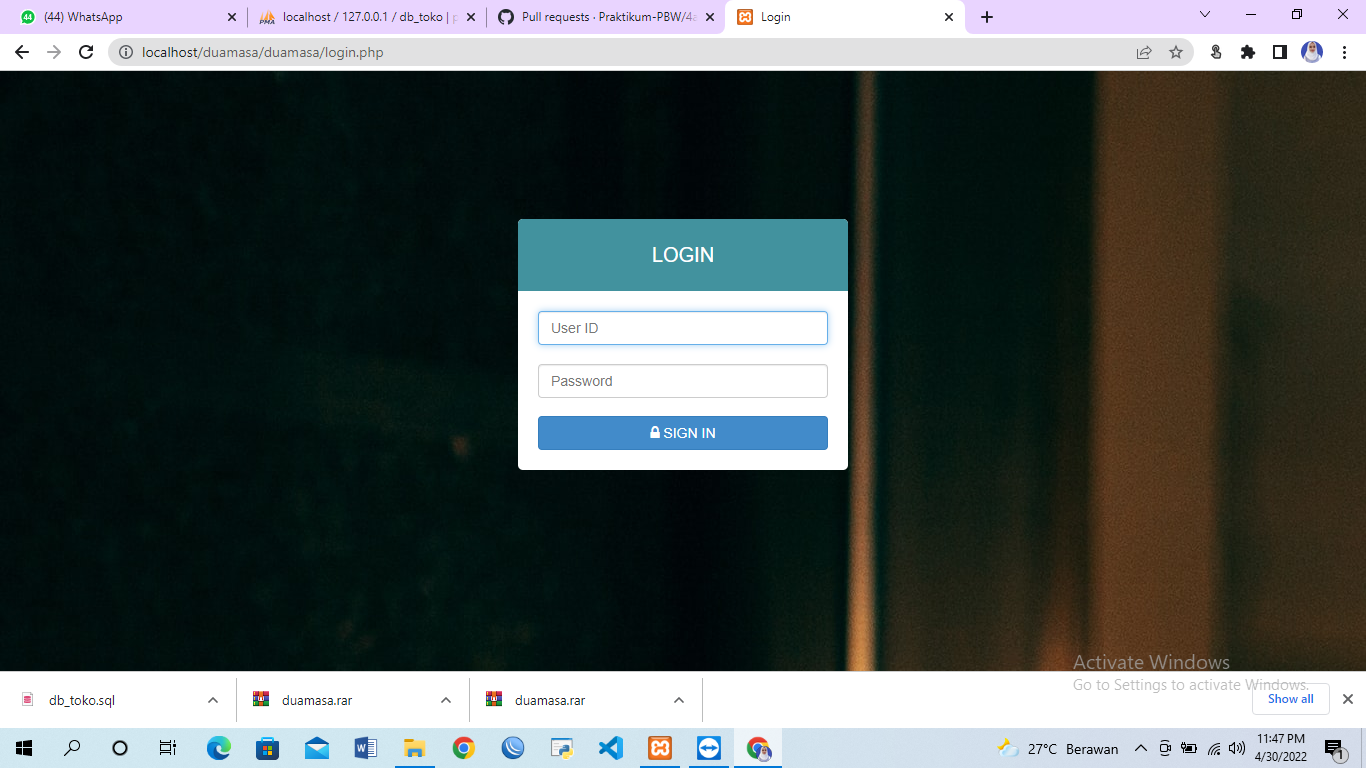 (44) WhatsApp
localhost / 127.0.0.1 / db_toko | p
Pull requests · Praktikum-PBW/4a
Login
localhost/duamasa/duamasa/login.php
LOGIN
User ID
Password
SIGN IN
Activate Windows
Go to Settings to activate Windows.
db_toko.sql
duamasa.rar
duamasa.rar
Show all
27°C Berawan
11:47 PM
4/30/2022
1